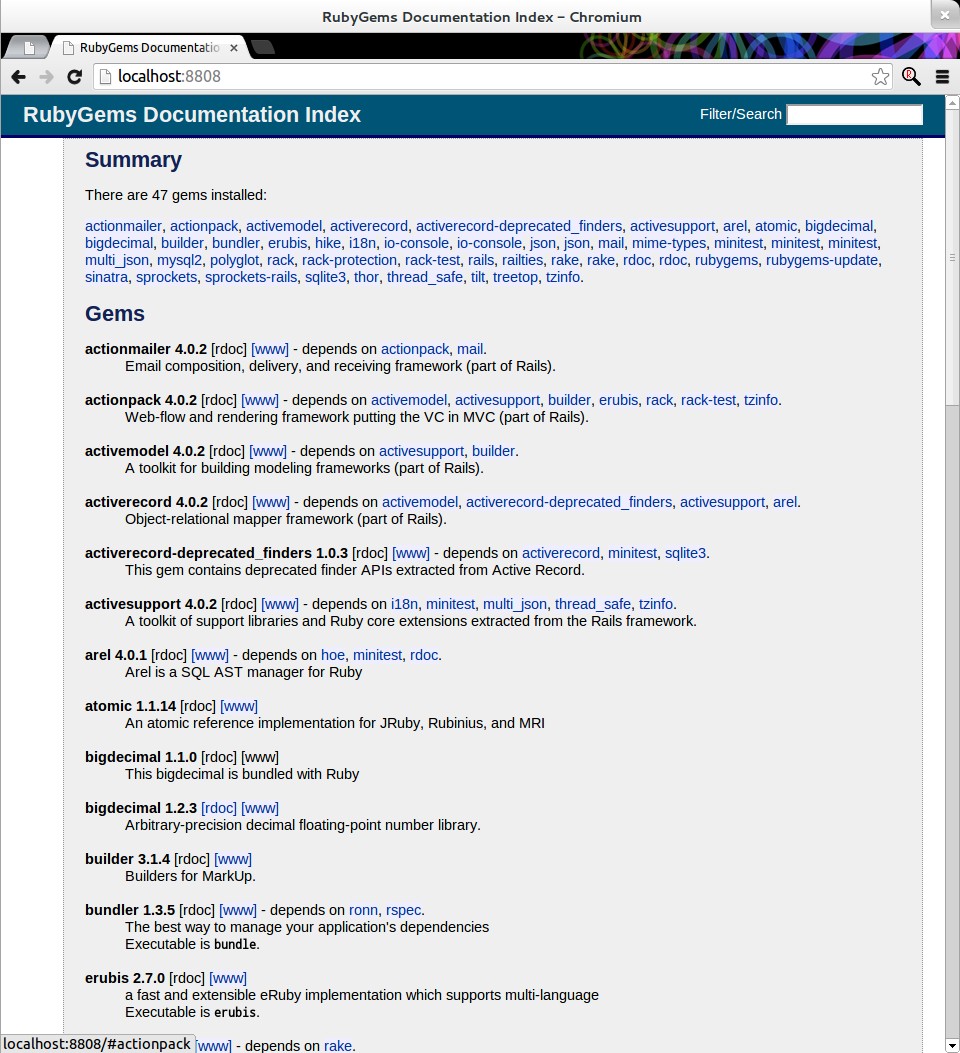 RubyGems Documentation Index - Chromium
RubyGems Documentatio
localhost:8808
RubyGems Documentation Index
Filter/Search
Summary
There are 47 gems installed:
actionmailer, actionpack, activemodel, activerecord, activerecord-deprecated_finders, activesupport, arel, atomic, bigdecimal,
bigdecimal, builder, bundler, erubis, hike, i18n, io-console, io-console, json, json, mail, mime-types, minitest, minitest, minitest,
multi_json, mysql2, polyglot, rack, rack-protection, rack-test, rails, railties, rake, rake, rdoc, rdoc, rubygems, rubygems-update,
sinatra, sprockets, sprockets-rails, sqlite3, thor, thread_safe, tilt, treetop, tzinfo.
Gems
actionmailer 4.0.2 [rdoc] [www] - depends on actionpack, mail.
Email composition, delivery, and receiving framework (part of Rails).
actionpack 4.0.2 [rdoc] [www] - depends on activemodel, activesupport, builder, erubis, rack, rack-test, tzinfo.
Web-flow and rendering framework putting the VC in MVC (part of Rails).
activemodel 4.0.2 [rdoc] [www] - depends on activesupport, builder.
A toolkit for building modeling frameworks (part of Rails).
activerecord 4.0.2 [rdoc] [www] - depends on activemodel, activerecord-deprecated_finders, activesupport, arel.
Object-relational mapper framework (part of Rails).
activerecord-deprecated_finders 1.0.3 [rdoc] [www] - depends on activerecord, minitest, sqlite3.
This gem contains deprecated finder APIs extracted from Active Record.
activesupport 4.0.2 [rdoc] [www] - depends on i18n, minitest, multi_json, thread_safe, tzinfo.
A toolkit of support libraries and Ruby core extensions extracted from the Rails framework.
arel 4.0.1 [rdoc] [www] - depends on hoe, minitest, rdoc.
Arel is a SQL AST manager for Ruby
atomic 1.1.14 [rdoc] [www]
An atomic reference implementation for JRuby, Rubinius, and MRI
bigdecimal 1.1.0 [rdoc] [www]
This bigdecimal is bundled with Ruby
bigdecimal 1.2.3 [rdoc] [www]
Arbitrary-precision decimal floating-point number library.
builder 3.1.4 [rdoc] [www]
Builders for MarkUp.
bundler 1.3.5 [rdoc] [www] - depends on ronn, rspec.
The best way to manage your application's dependencies
Executable is bundle.
erubis 2.7.0 [rdoc] [www]
a fast and extensible eRuby implementation which supports multi-language
Executable is erubis.
localhost:8808/#actionpack
[www] - depends on rake.